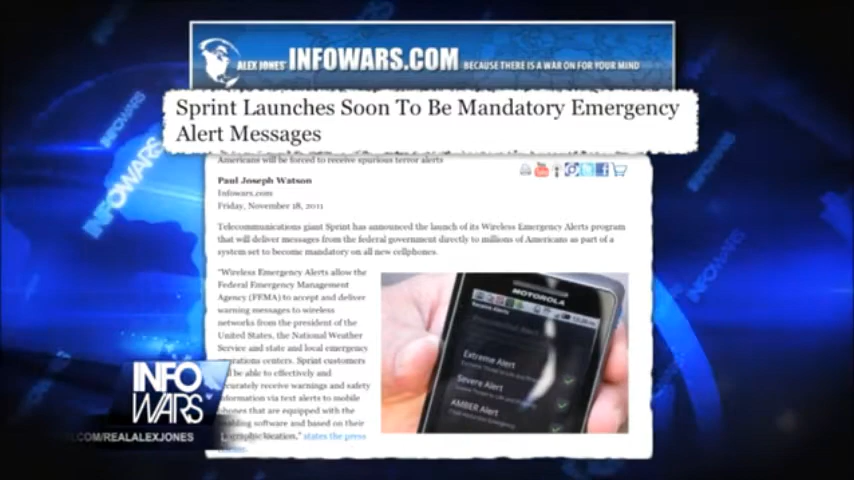 ALEX JONES' INFOWARS.COM BECAUSE THERE IS A WAR ON FOR YOUR MIND
Sprint Launches Soon To Be Mandatory Emergency
Alert Messages
Americans will be forced to receive spurious terror alerts
Paul Joseph Watson
Infowars.com
Friday, November 18, 2011
Telecommunications giant Sprint has announced the launch of its Wireless Emergency Alerts program
that will deliver messages from the federal government directly to millions of Americans as part of a
system set to become mandatory on all new cellphones.
"Wireless Emergency Alerts allow the
Federal Emergency Management
Agency (FEMA) to accept and deliver
warning messages to wireless
networks from the president of the
United States, the National Weather
Service and state and local emergency
operations centers. Sprint customers
be able to effectively and
accurately receive warnings and safety
information via text alerts to mobile
phones that are equipped with the
enabling software and based on their
geographic location," states the press
MOTOROLA
Extreme Alert
Severe Alert
AMBER Alert
INFO
WARS
.COM/REALALEXJONES
INFOWARS
INFOWARS
INFOWARS